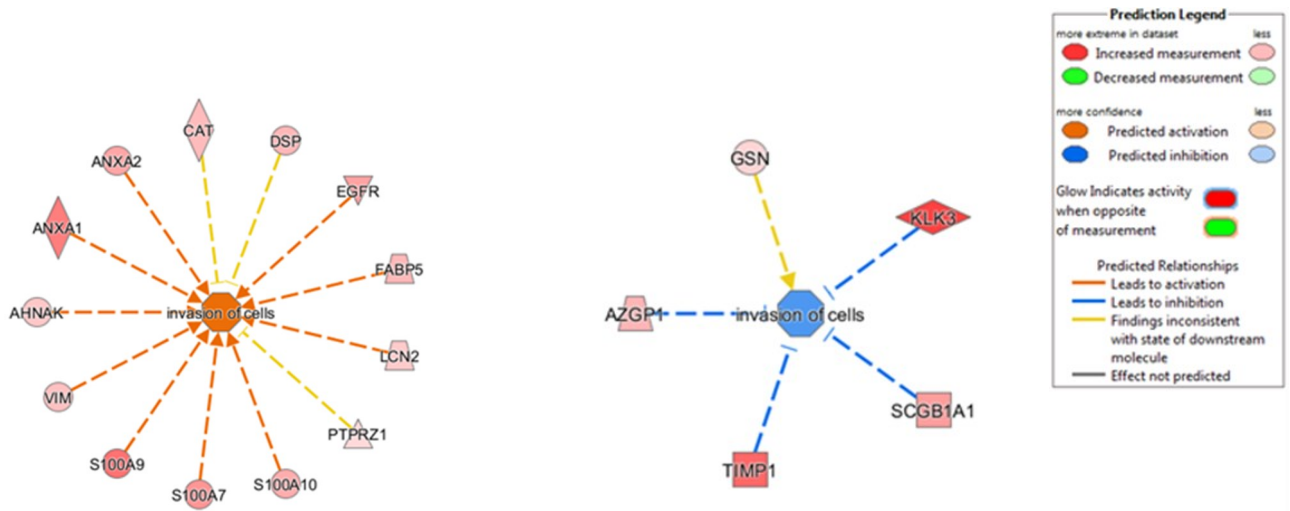 CAT
DSP
ANXA2
EGFR
ANXA1
FABP5
AHNAK
invasion of cells
LCN2
VIM
PTPRZ1
S100A9
S100A7
S100A10
GSN
KLK3
AZGP1
invasion of cells
SCGB1A1
TIMP1
Prediction Legend
more extreme in dataset less
Increased measurement
Decreased measurement
more confidence less
Predicted activation
Predicted inhibition
Glow Indicates activity
when opposite
of measurement
Predicted Relationships
Leads to activation
Leads to inhibition
Findings inconsistent
with state of downstream
molecule
Effect not predicted